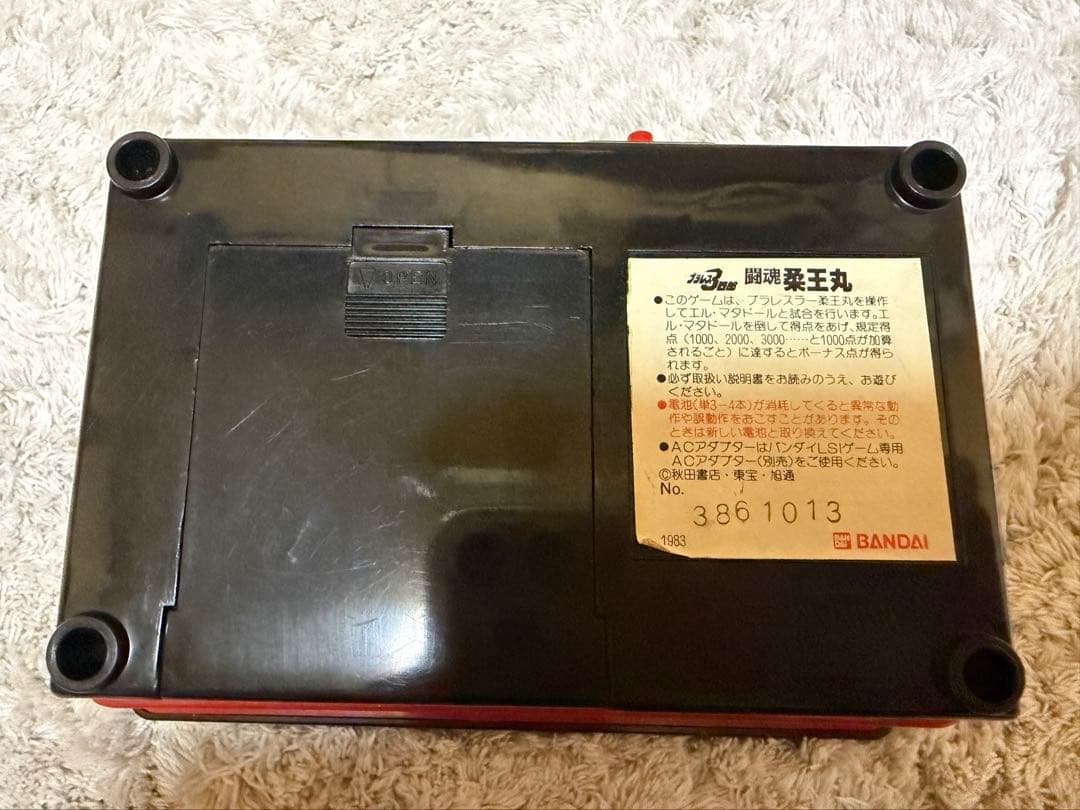 OPEN
プラレス3四郎 闘魂 柔王丸
●このゲームは、プラレスラー柔王丸を操作
してエル・マタドールと試合を行います。エ
ル・マタドールを倒して得点をあげ、規定得
点(1000、2000、3000……と1000点が加算
されるごと)に達するとボーナス点が得ら
れます。
●必ず取扱い説明書をお読みのうえ、お遊び
ください。
●電池(単3−4本)が消耗してくると異常な動
作や誤動作をおこすことがあります。その
ときは新しい電池と取り換えてください。
●ACアダプターはバンダイLSIゲーム専用
ACアダプター(別売)をご使用ください。
©秋田書店・東宝・旭通
No.
3861013
1983 BANDAI BANDAI